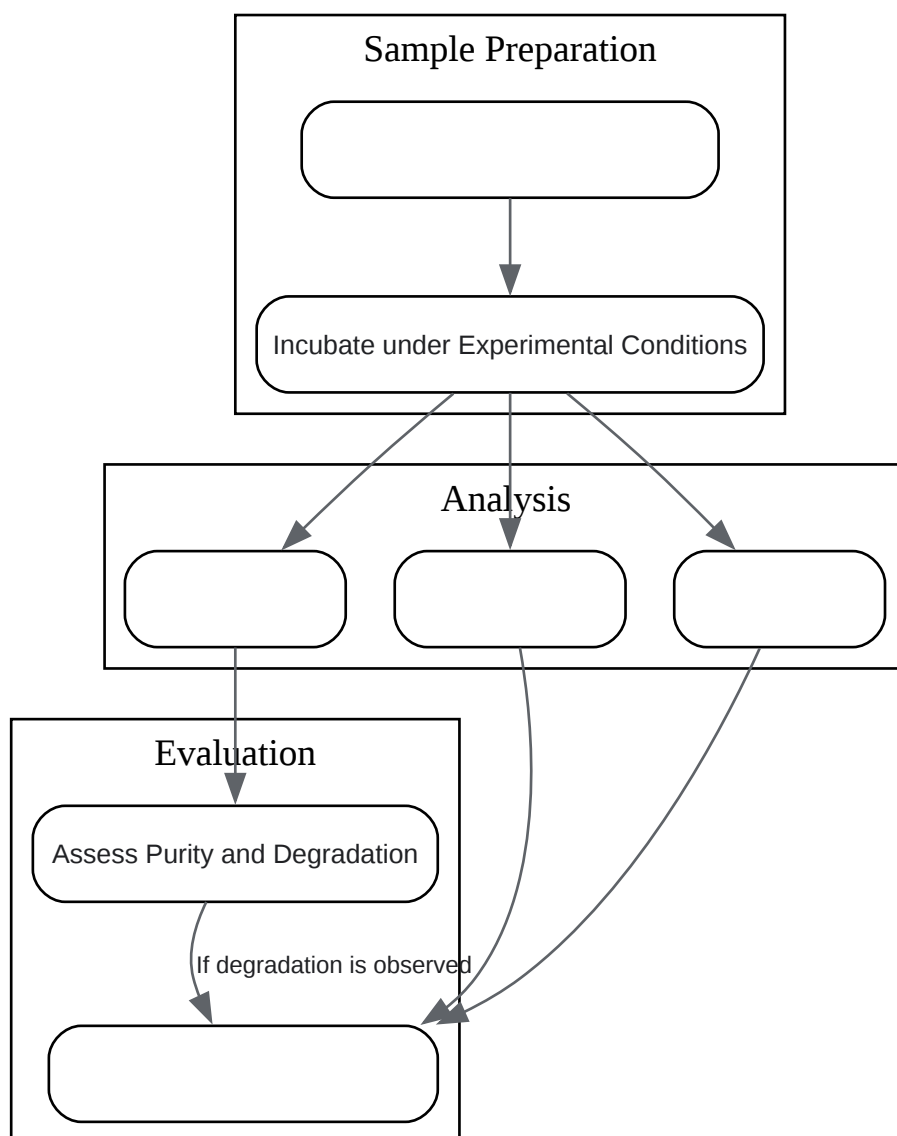 Sample Preparation
Incubate under Experimental Conditions
Analysis
Evaluation
Assess Purity and Degradation
If degradation is observed